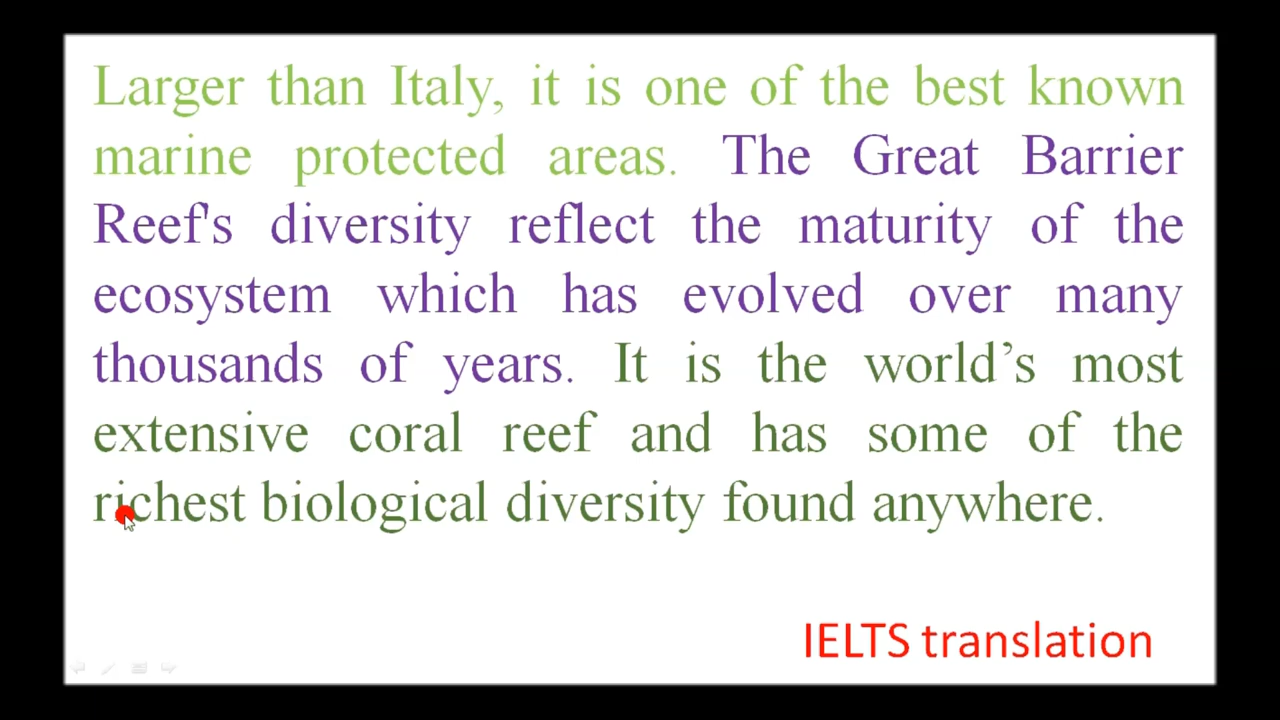 Larger than Italy, it is one of the best known
marine protected areas. The Great Barrier
Reef's diversity reflect the maturity of the
ecosystem which has evolved over many
thousands of years. It is the world’s most
extensive coral reef and has some of the
richest biological diversity found anywhere.
IELTS translation